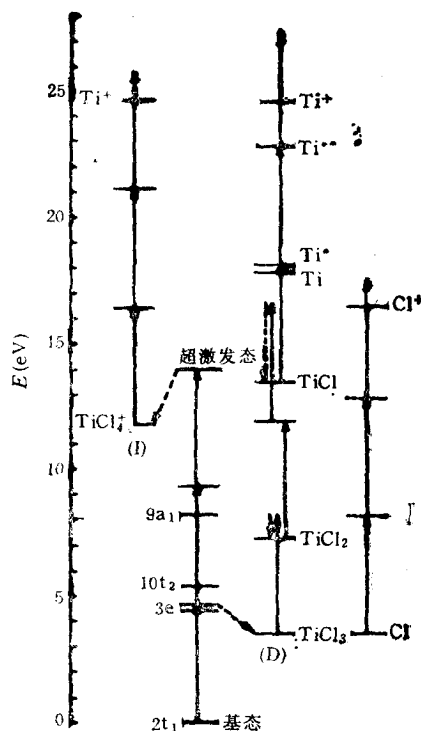 E(eV)
25
20
15
10
5
0
Ti⁺
TiCl₄⁺
(I)
超激发态
9a₁
10t₂
3e
2t₁
基态
Ti⁺
Ti
TiCl
TiCl₂
TiCl₃
(D)
Cl⁺
Cl